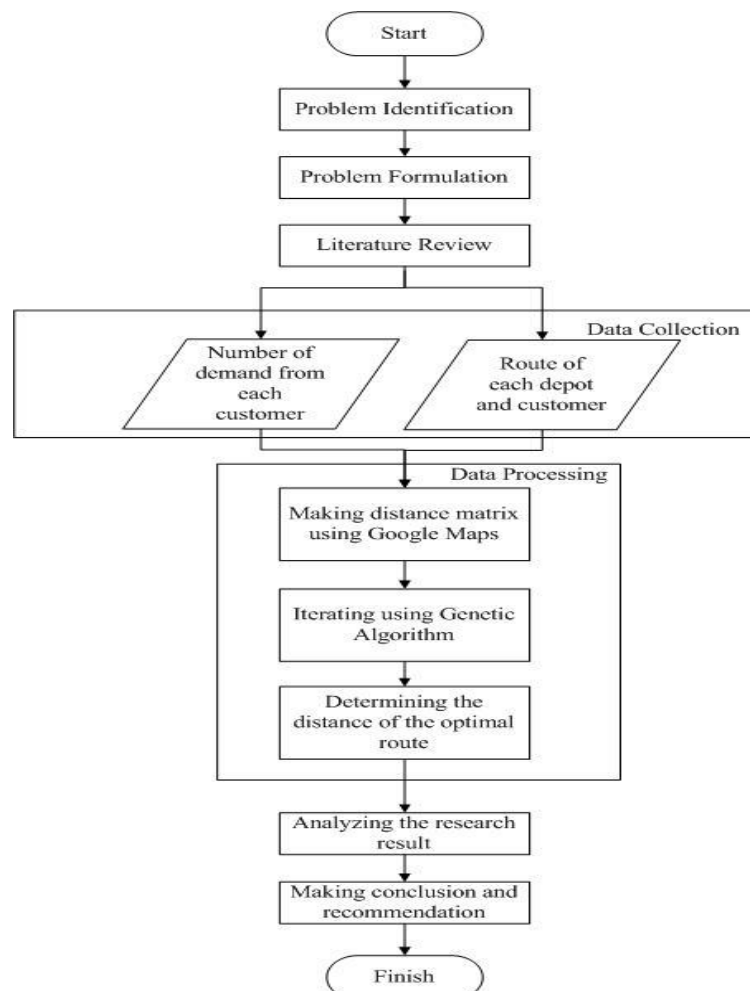 Start
Problem Identification
Problem Formulation
Literature Review
Data Collection
Number of
demand from
each
customer
Route of
each depot
and customer
Data Processing
Making distance matrix
using Google Maps
Iterating using Genetic
Algorithm
Determining the
distance of the optimal
route
Analyzing the research
result
Making conclusion and
recommendation
Finish